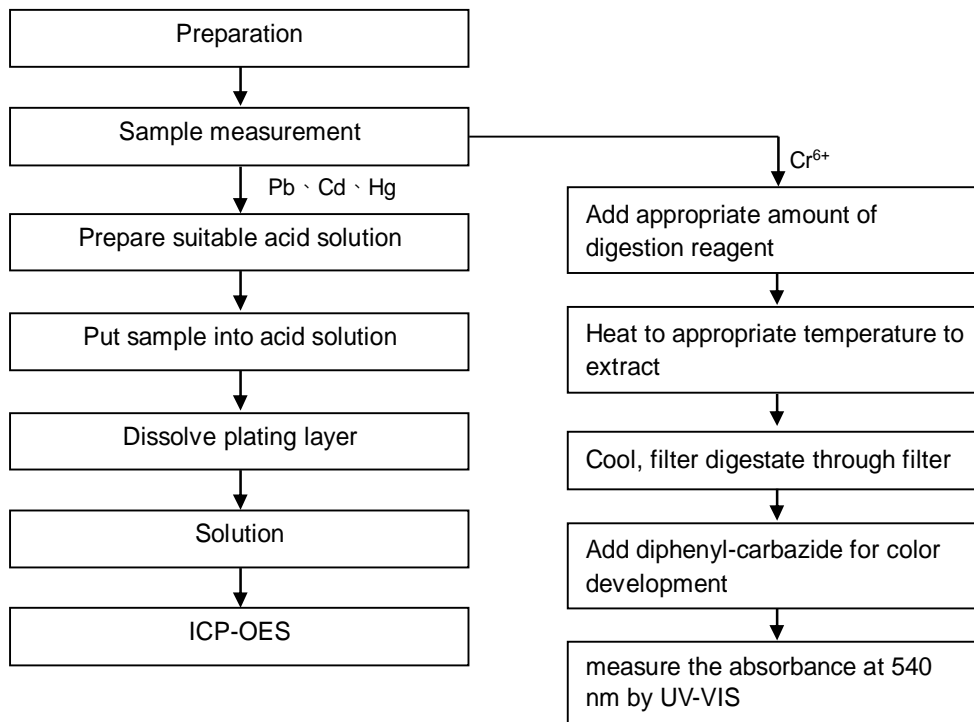 Preparation
Sample measurement
Pb、Cd、Hg
Prepare suitable acid solution
Put sample into acid solution
Dissolve plating layer
Solution
ICP-OES
Cr⁶⁺
Add appropriate amount of
digestion reagent
Heat to appropriate temperature to
extract
Cool, filter digestate through filter
Add diphenyl-carbazide for color
development
measure the absorbance at 540
nm by UV-VIS